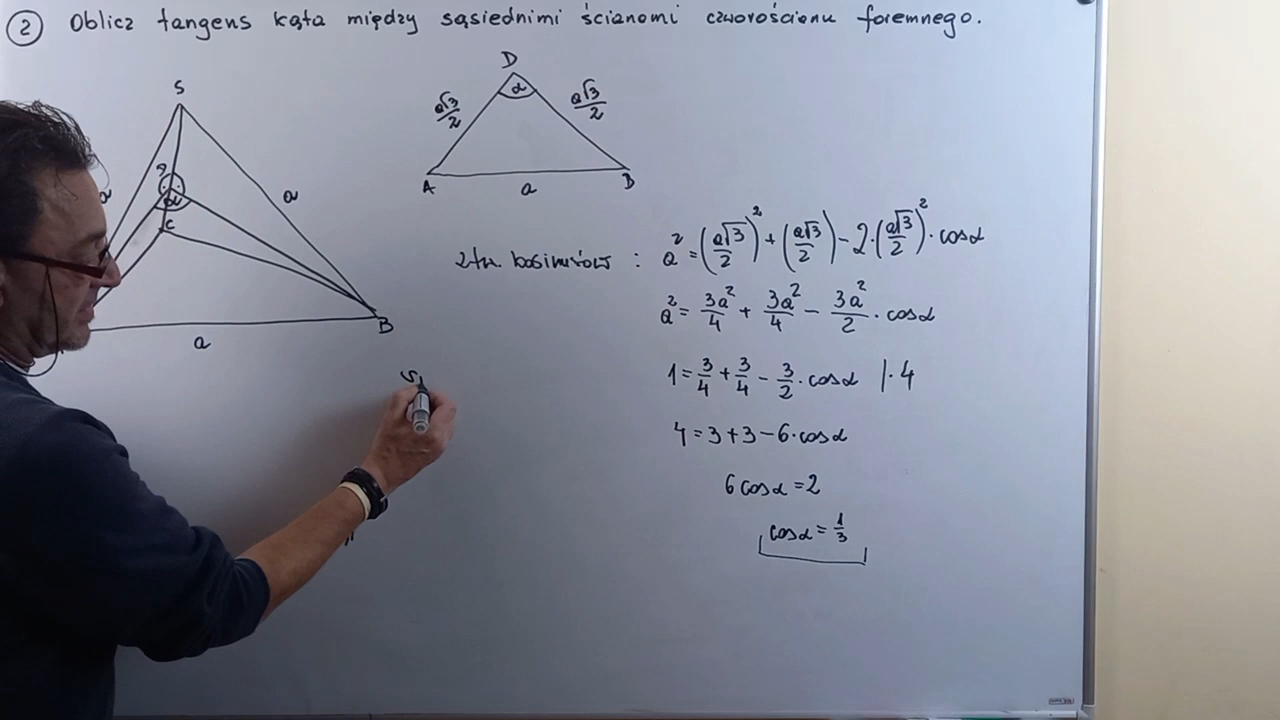 ② Oblicz tangens kąta między sąsiednimi ścianami czworościanu foremnego.
S
a
a
D
α
C
B
a
D
α
a√3/2
a√3/2
A
B
a
z tw. kosinusów : a² = (a√3/2)² + (a√3/2) − 2·(a√3/2)²·cosα
a² = 3a²/4 + 3a²/4 − 3a²/2 · cosα
1 = 3/4 + 3/4 − 3/2 · cosα |·4
4 = 3 + 3 − 6·cosα
6cosα = 2
cosα = 1/3